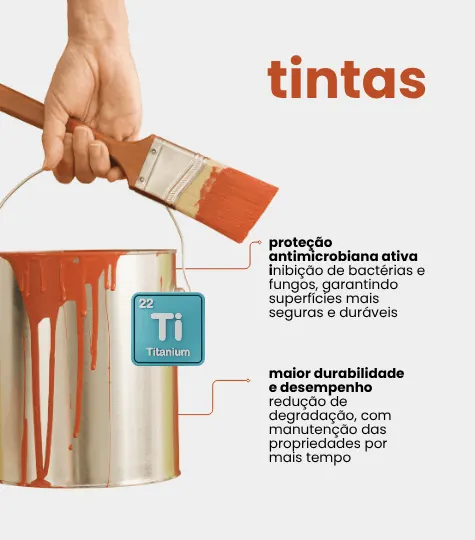 tintas
proteção
antimicrobiana ativa
inibição de bactérias e
fungos, garantindo
superfícies mais
seguras e duráveis
22
Ti
Titanium
maior durabilidade
e desempenho
redução de
degradação, com
manutenção das
propriedades por
mais tempo